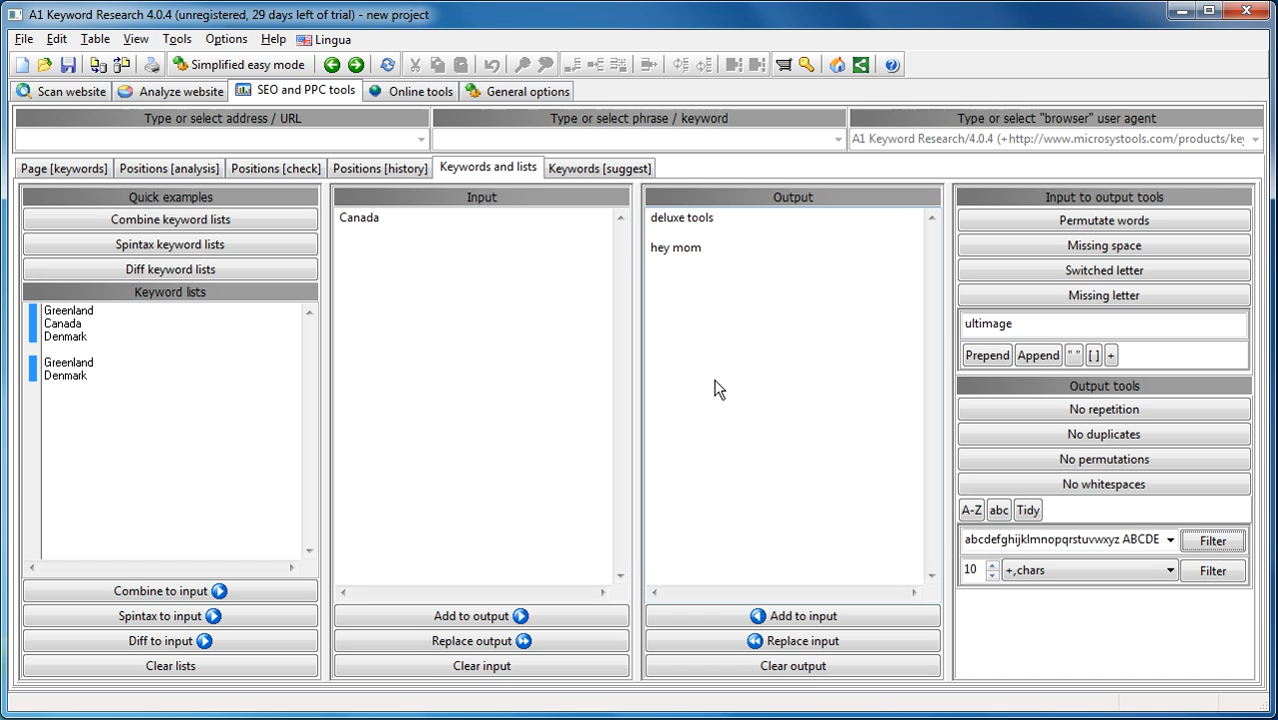 A1 Keyword Research 4.0.4 (unregistered, 29 days left of trial) - new project
File Edit Table View Tools Options Help Lingua
Simplified easy mode
Scan website Analyze website SEO and PPC tools Online tools General options
Type or select address / URL Type or select phrase / keyword Type or select "browser" user agent
A1 Keyword Research/4.0.4 (+http://www.microsystools.com/products/key
Page [keywords] Positions [analysis] Positions [check] Positions [history] Keywords and lists Keywords [suggest]
Quick examples
Combine keyword lists
Spintax keyword lists
Diff keyword lists
Keyword lists
Greenland
Canada
Denmark
Greenland
Denmark
Combine to input
Spintax to input
Diff to input
Clear lists
Input
Canada
Add to output
Replace output
Clear input
Output
deluxe tools
hey mom
Add to input
Replace input
Clear output
Input to output tools
Permutate words
Missing space
Switched letter
Missing letter
ultimage
Prepend Append " " [ ] +
Output tools
No repetition
No duplicates
No permutations
No whitespaces
A-Z abc Tidy
abcdefghijklmnopqrstuvwxyz ABCDE Filter
10 +,chars Filter